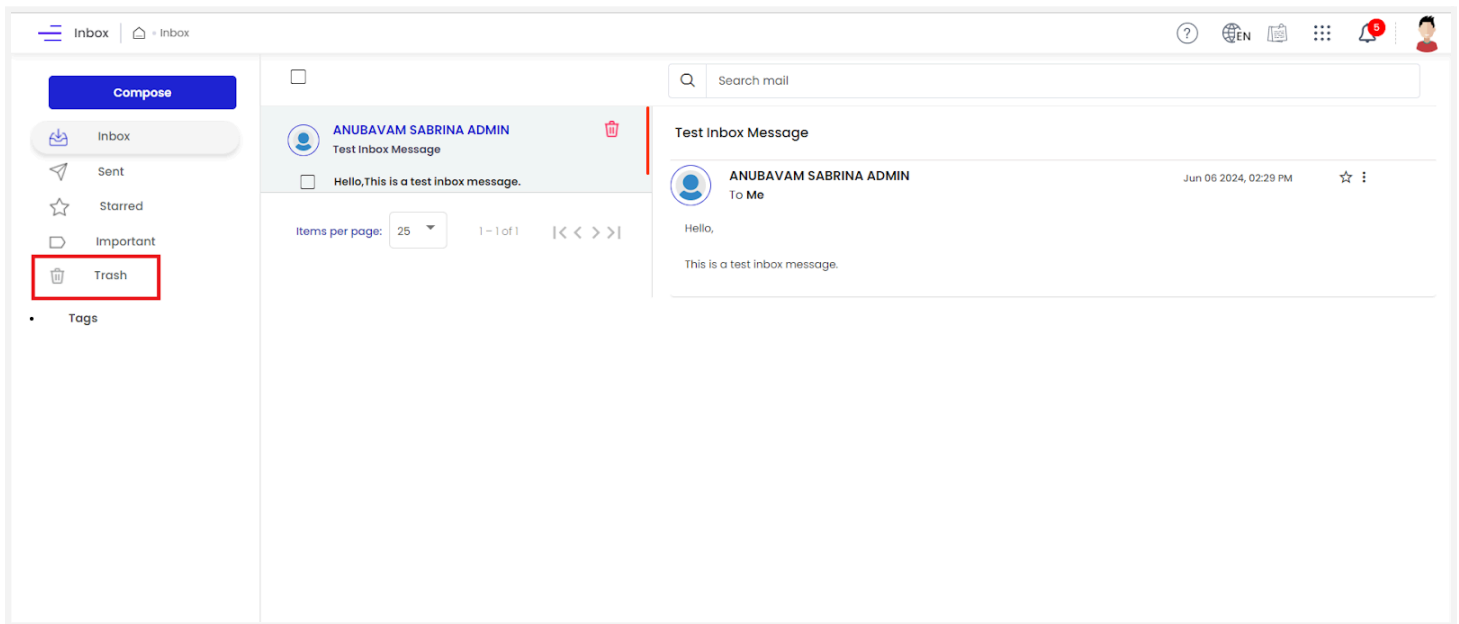 Inbox
Inbox
EN
5
Compose
Inbox
Sent
Starred
Important
Trash
Tags
ANUBAVAM SABRINA ADMIN
Test Inbox Message
Hello,This is a test inbox message.
Items per page: 25 1 – 1 of 1
Search mail
Test Inbox Message
ANUBAVAM SABRINA ADMIN
To Me
Jun 06 2024, 02:29 PM
Hello,
This is a test inbox message.